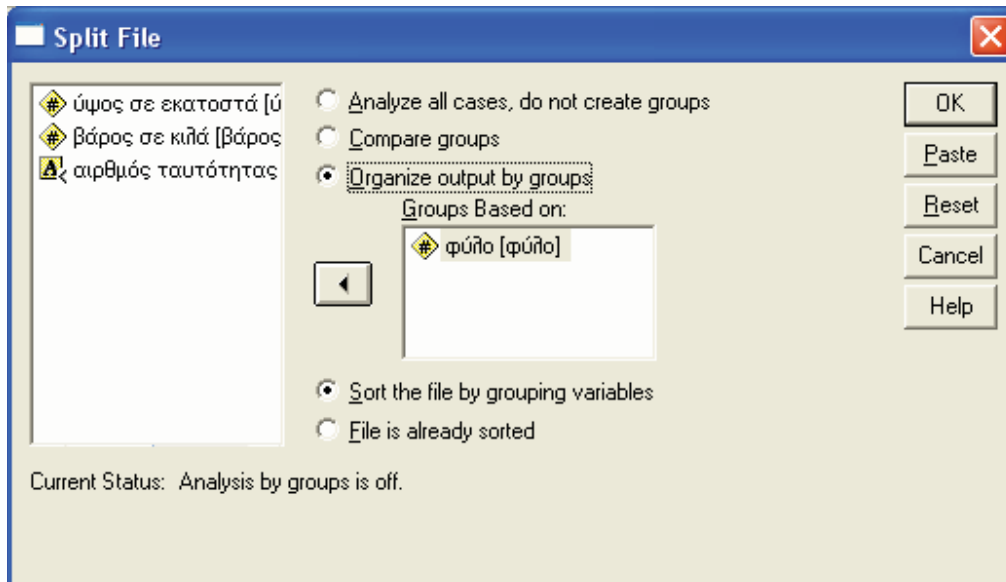 Split File
# ύψος σε εκατοστά [ύ
# βάρος σε κιλά [βάρος
A αιρθμός ταυτότητας
Analyze all cases, do not create groups
Compare groups
Organize output by groups
Groups Based on:
# φύλο [φύλο]
Sort the file by grouping variables
File is already sorted
Current Status: Analysis by groups is off.
OK
Paste
Reset
Cancel
Help